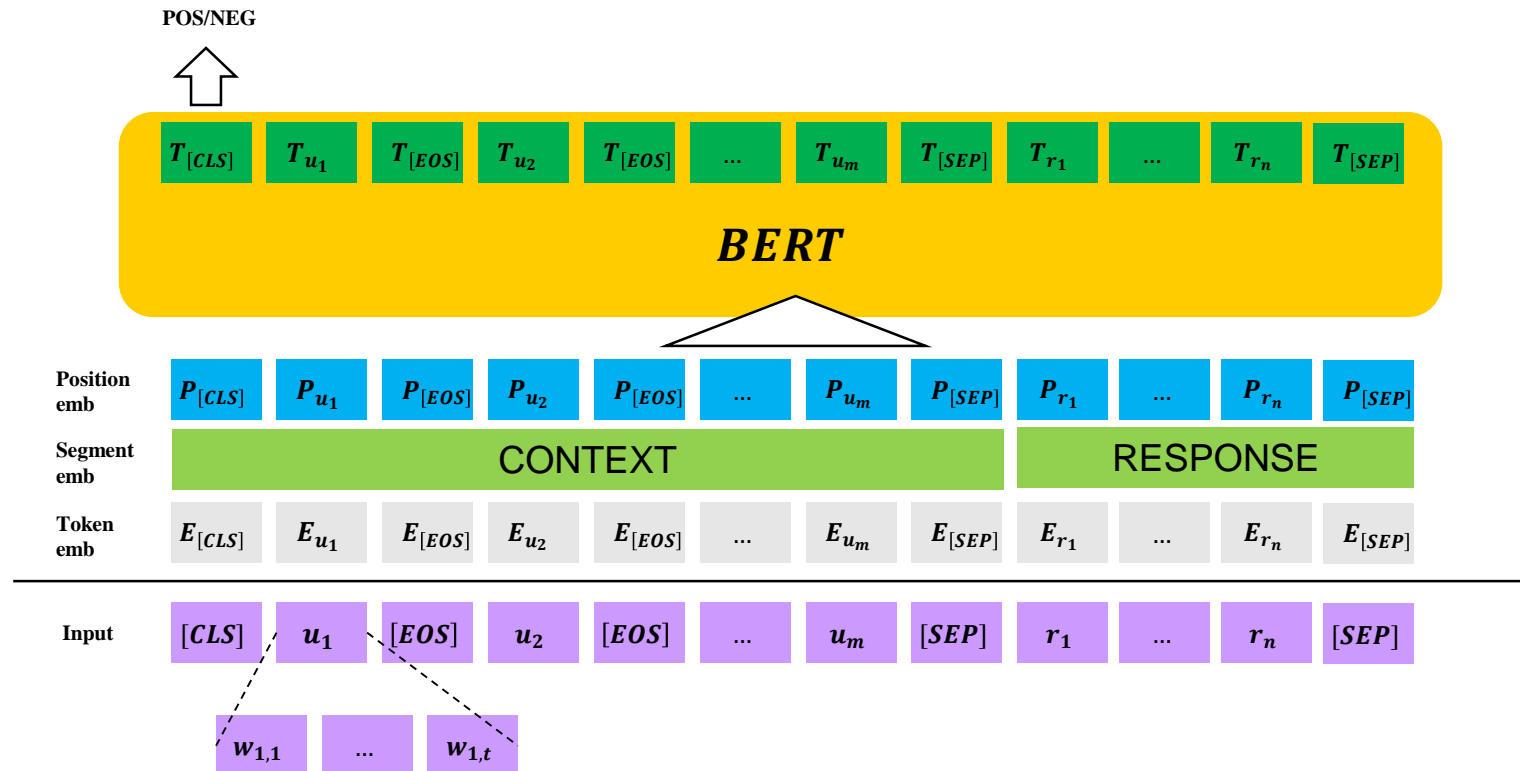 POS/NEG
T[CLS] Tu1 T[EOS] Tu2 T[EOS] ... Tum T[SEP] Tr1 ... Trn T[SEP]
BERT
Position emb P[CLS] Pu1 P[EOS] Pu2 P[EOS] ... Pum P[SEP] Pr1 ... Prn P[SEP]
Segment emb CONTEXT RESPONSE
Token emb E[CLS] Eu1 E[EOS] Eu2 E[EOS] ... Eum E[SEP] Er1 ... Ern E[SEP]
Input [CLS] u1 [EOS] u2 [EOS] ... um [SEP] r1 ... rn [SEP]
w1,1 ... w1,t